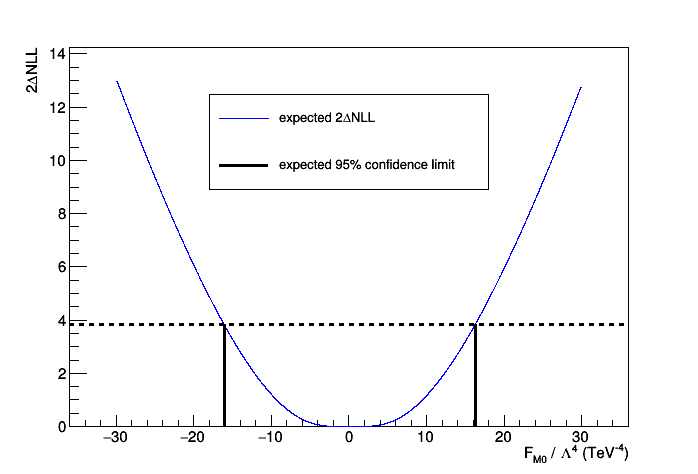 2ΔNLL
14
12
10
8
6
4
2
0
expected 2ΔNLL
expected 95% confidence limit
−30 −20 −10 0 10 20 30
F_M0 / Λ^4 (TeV^-4)